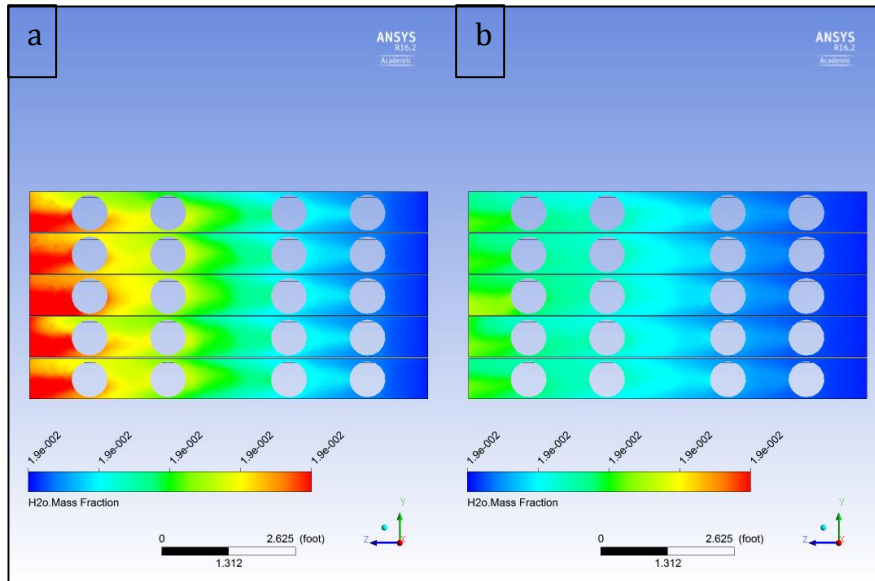 a
ANSYS
R16.2
Academic
1.9e-002 1.9e-002 1.9e-002 1.9e-002 1.9e-002
H2o.Mass Fraction
0 2.625 (foot)
1.312
Y
Z X
b
ANSYS
R16.2
Academic
1.9e-002 1.9e-002 1.9e-002 1.9e-002 1.9e-002
H2o.Mass Fraction
0 2.625 (foot)
1.312
Y
Z X